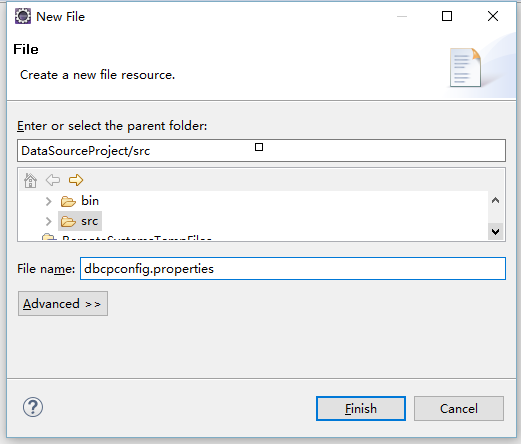 New File
File
Create a new file resource.
Enter or select the parent folder:
DataSourceProject/src
bin
src
RemoteSystemsTempFiles
File name: dbcpconfig.properties
Advanced >>
?
Finish Cancel